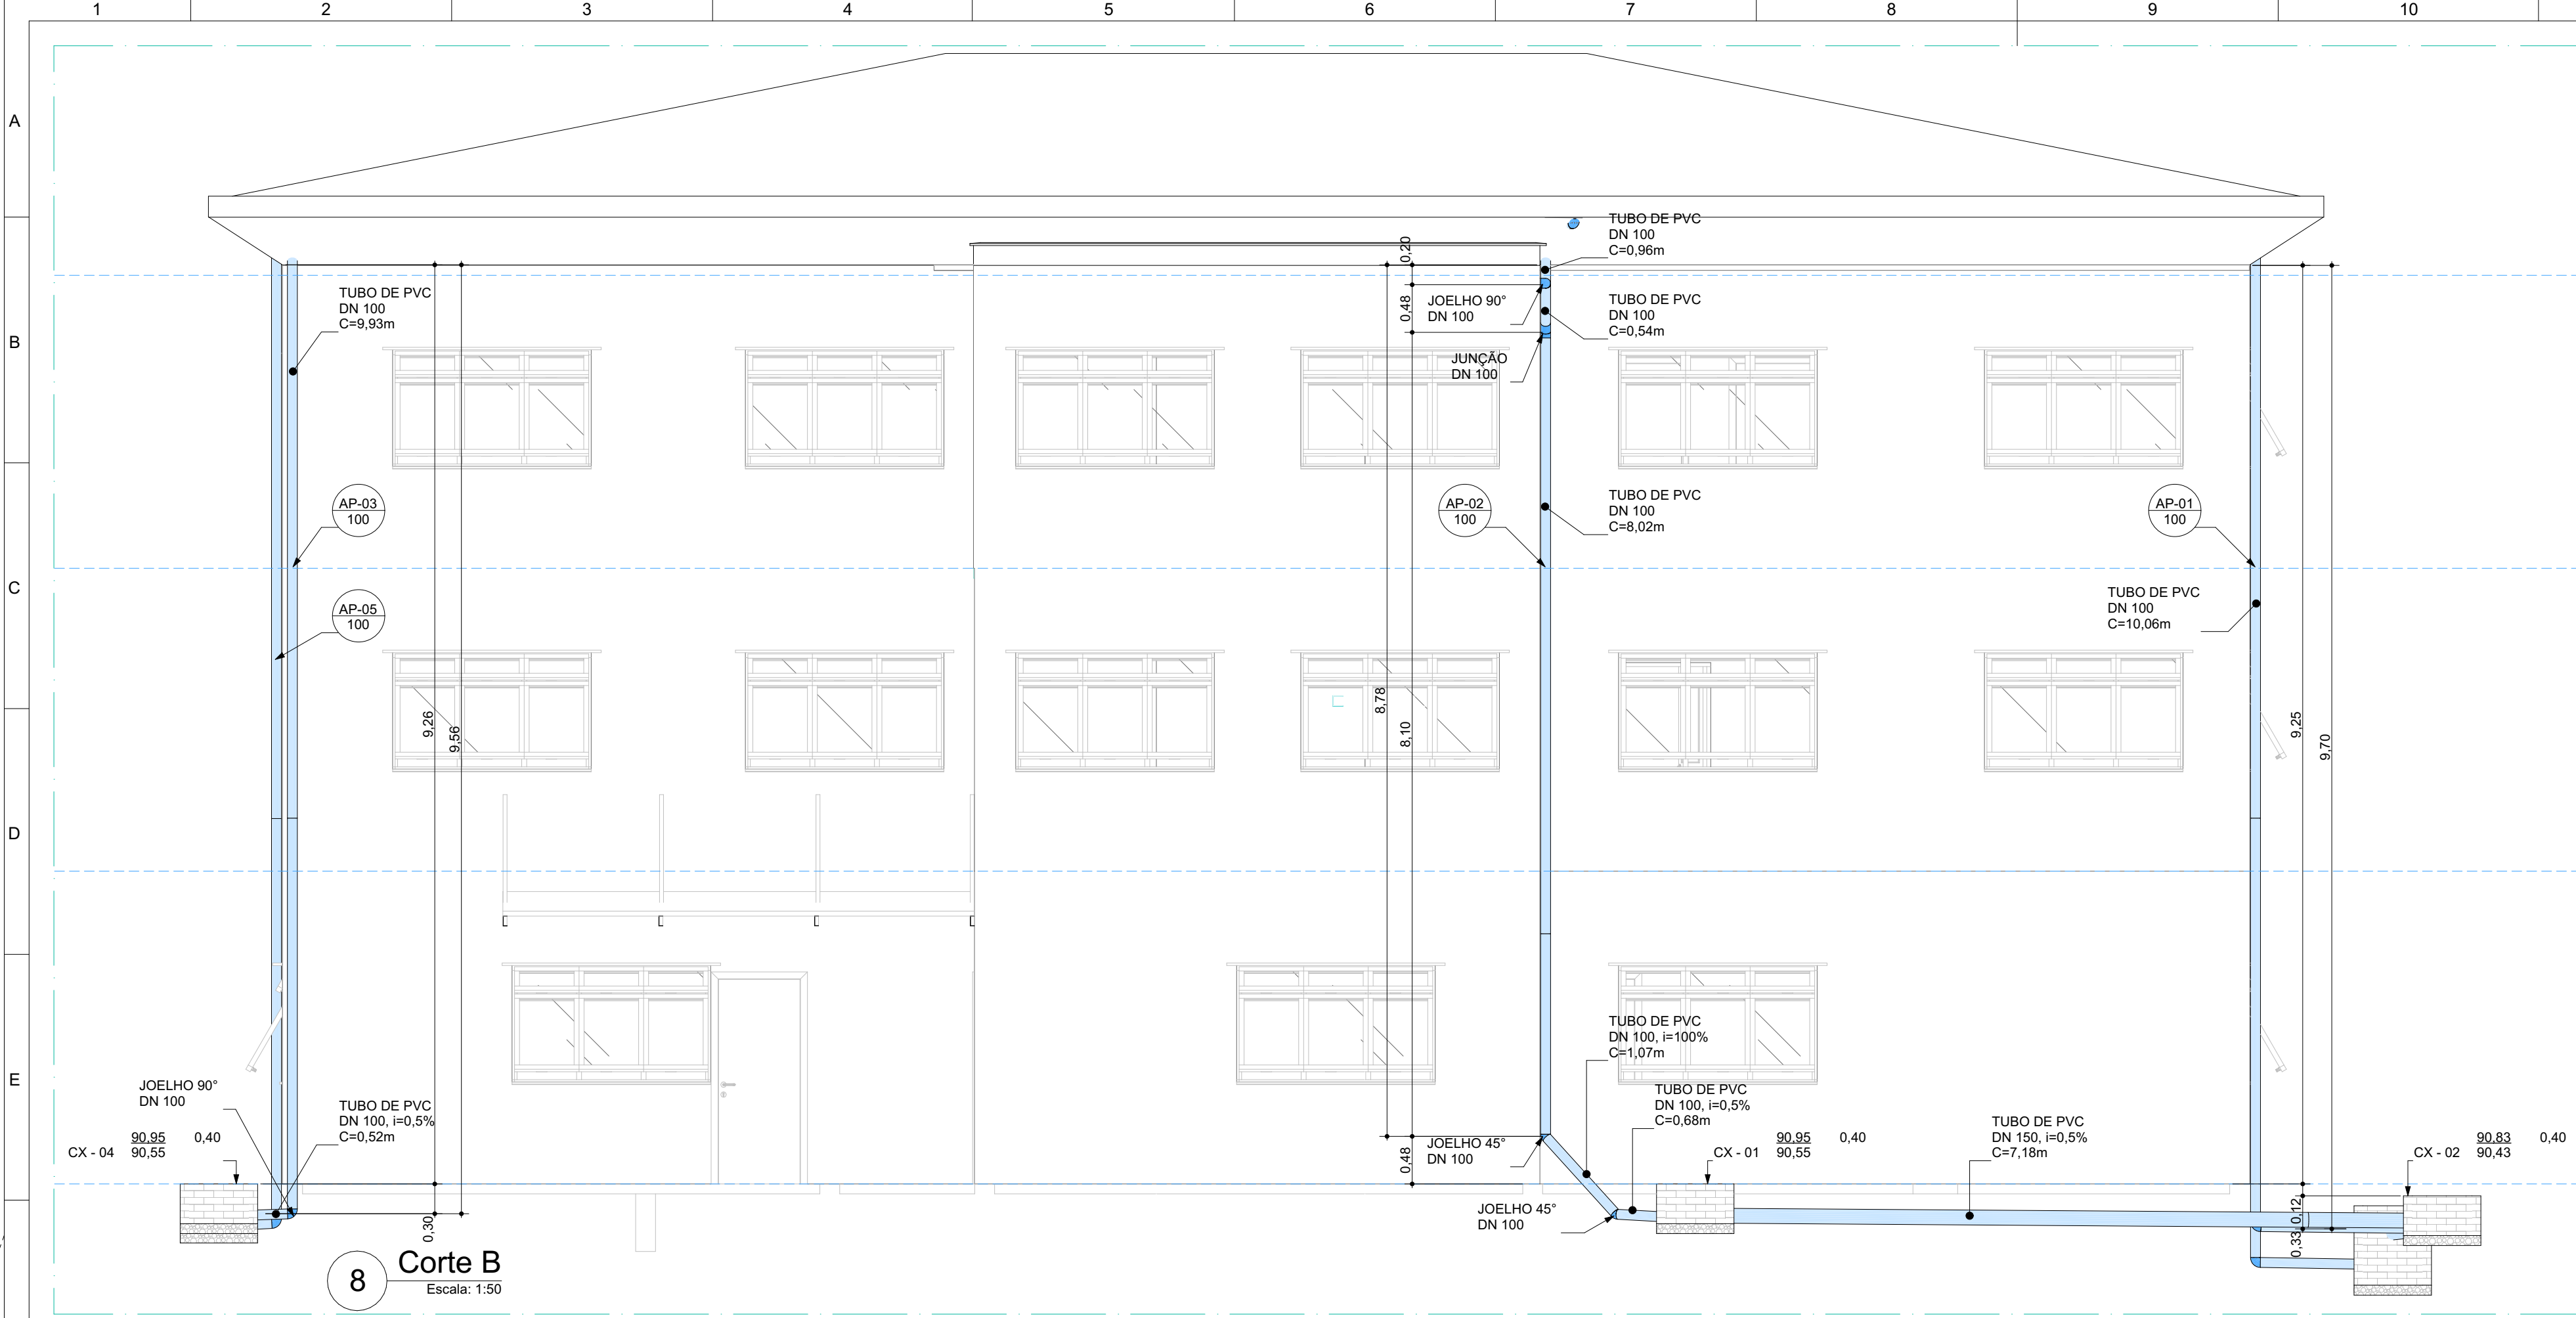 1
2
3
4
5
6
7
8
9
10
A
B
C
D
E
TUBO DE PVC
DN 100
C=0,96m
0,20
TUBO DE PVC
DN 100
C=9,93m
JOELHO 90°
DN 100
0,48
TUBO DE PVC
DN 100
C=0,54m
JUNÇÃO
DN 100
AP-03
100
AP-02
100
TUBO DE PVC
DN 100
C=8,02m
AP-01
100
AP-05
100
TUBO DE PVC
DN 100
C=10,06m
9,26
9,56
8,78
8,10
9,25
9,70
TUBO DE PVC
DN 100, i=100%
C=1,07m
JOELHO 90°
DN 100
TUBO DE PVC
DN 100, i=0,5%
C=0,52m
TUBO DE PVC
DN 100, i=0,5%
C=0,68m
TUBO DE PVC
DN 150, i=0,5%
C=7,18m
90,95 0,40
CX - 04 90,55
JOELHO 45°
DN 100
0,48
90,95 0,40
CX - 01 90,55
90,83 0,40
CX - 02 90,43
JOELHO 45°
DN 100
0,30
0,12
0,33
8
Corte B
Escala: 1:50